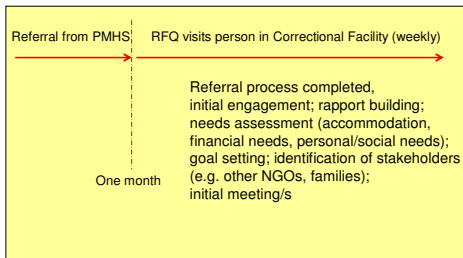 Referral from PMHS
RFQ visits person in Correctional Facility (weekly)
Referral process completed,
initial engagement; rapport building;
needs assessment (accommodation,
financial needs, personal/social needs);
goal setting; identification of stakeholders
(e.g. other NGOs, families);
initial meeting/s
One month